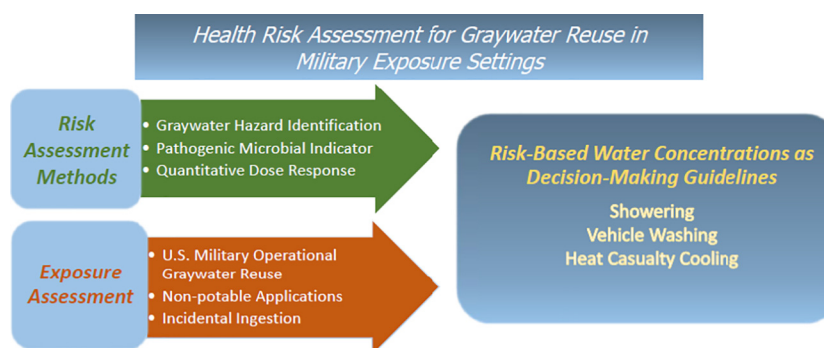 Health Risk Assessment for Graywater Reuse in
Military Exposure Settings
Risk
Assessment
Methods
• Graywater Hazard Identification
• Pathogenic Microbial Indicator
• Quantitative Dose Response
Exposure
Assessment
• U.S. Military Operational
Graywater Reuse
• Non-potable Applications
• Incidental Ingestion
Risk-Based Water Concentrations as
Decision-Making Guidelines
Showering
Vehicle Washing
Heat Casualty Cooling